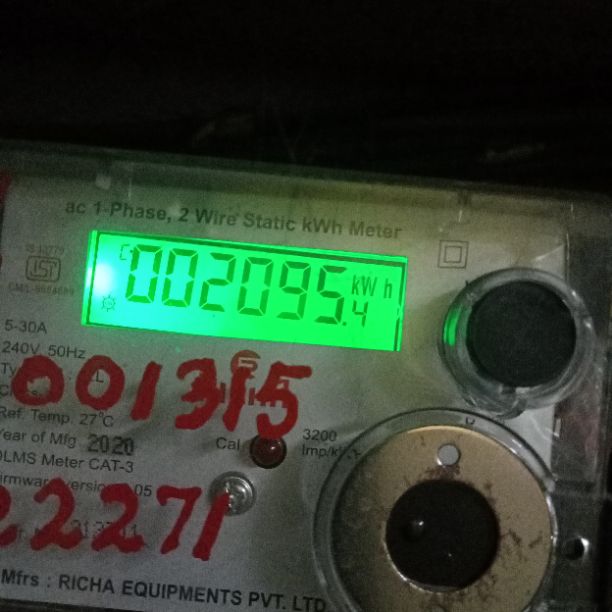 ac 1-Phase, 2 Wire Static kWh Meter
002095.4 kWh
5-30A
240V, 50Hz
001315
Ref. Temp. 27°C
Year of Mfg 2020
Cal
3200
DLMS Meter CAT-3
05
22271
Mfrs : RICHA EQUIPMENTS PVT. LTD